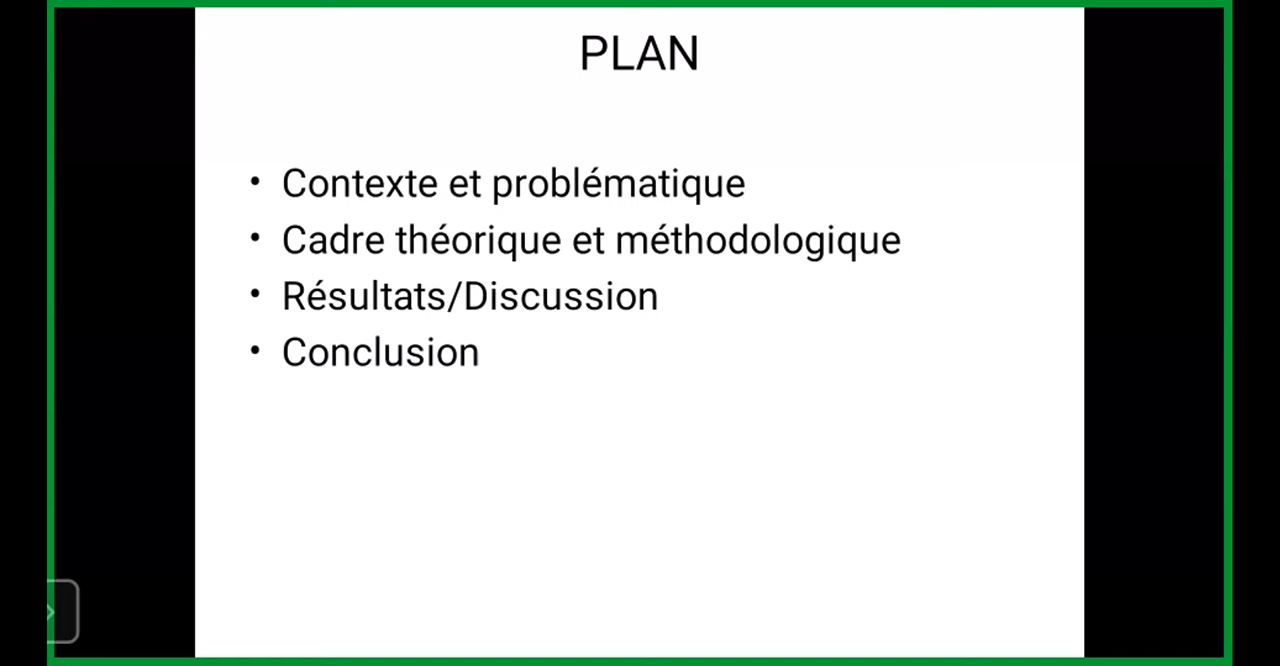 PLAN
• Contexte et problématique
• Cadre théorique et méthodologique
• Résultats/Discussion
• Conclusion